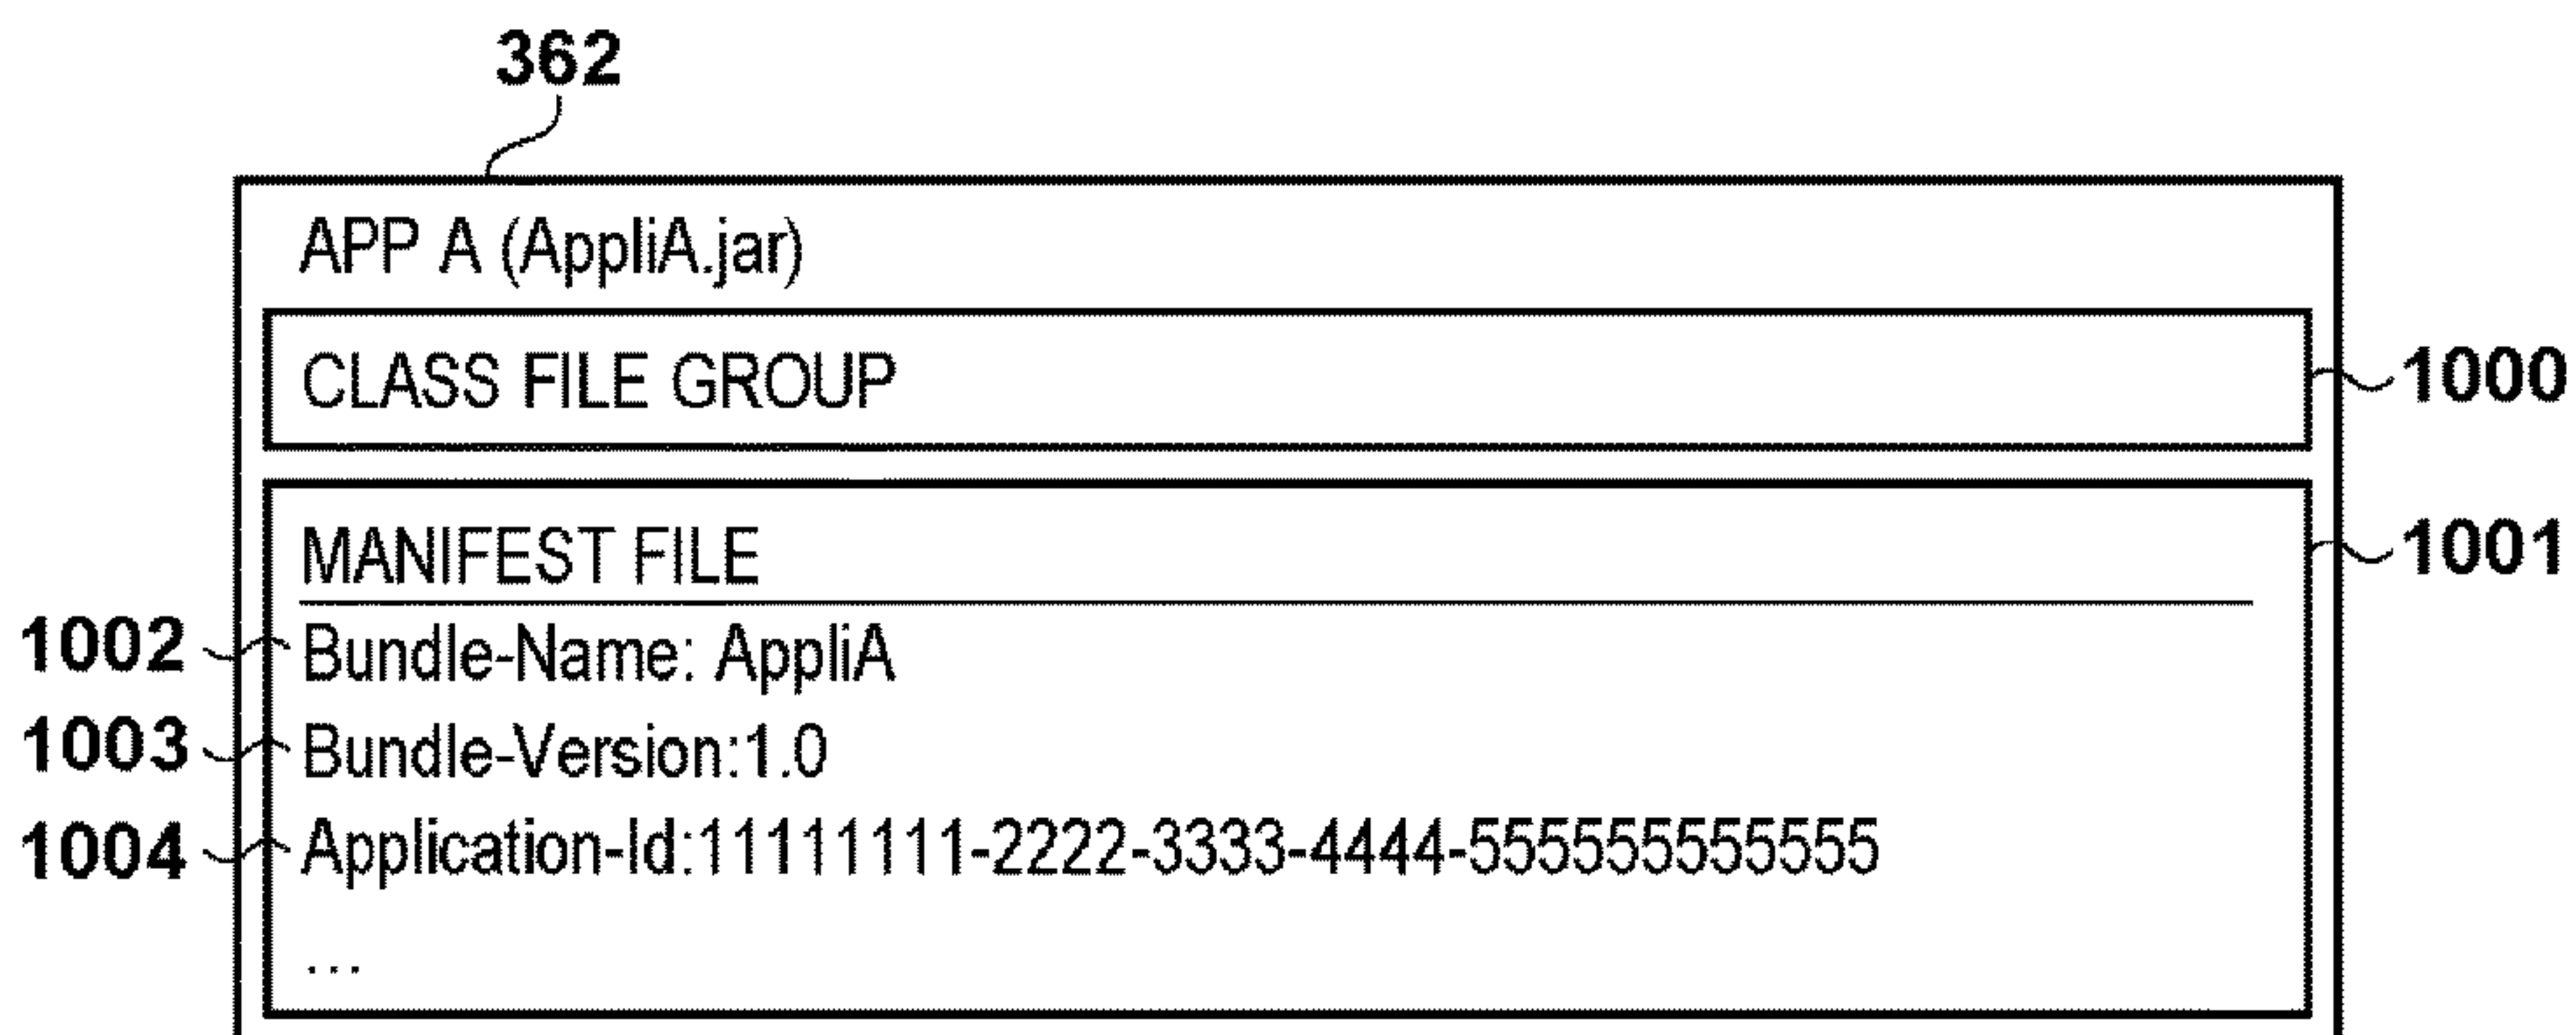 362
APP A (AppliA.jar)
CLASS FILE GROUP
1000
MANIFEST FILE
1001
1002 Bundle-Name: AppliA
1003 Bundle-Version:1.0
1004 Application-Id:11111111-2222-3333-4444-555555555555
...